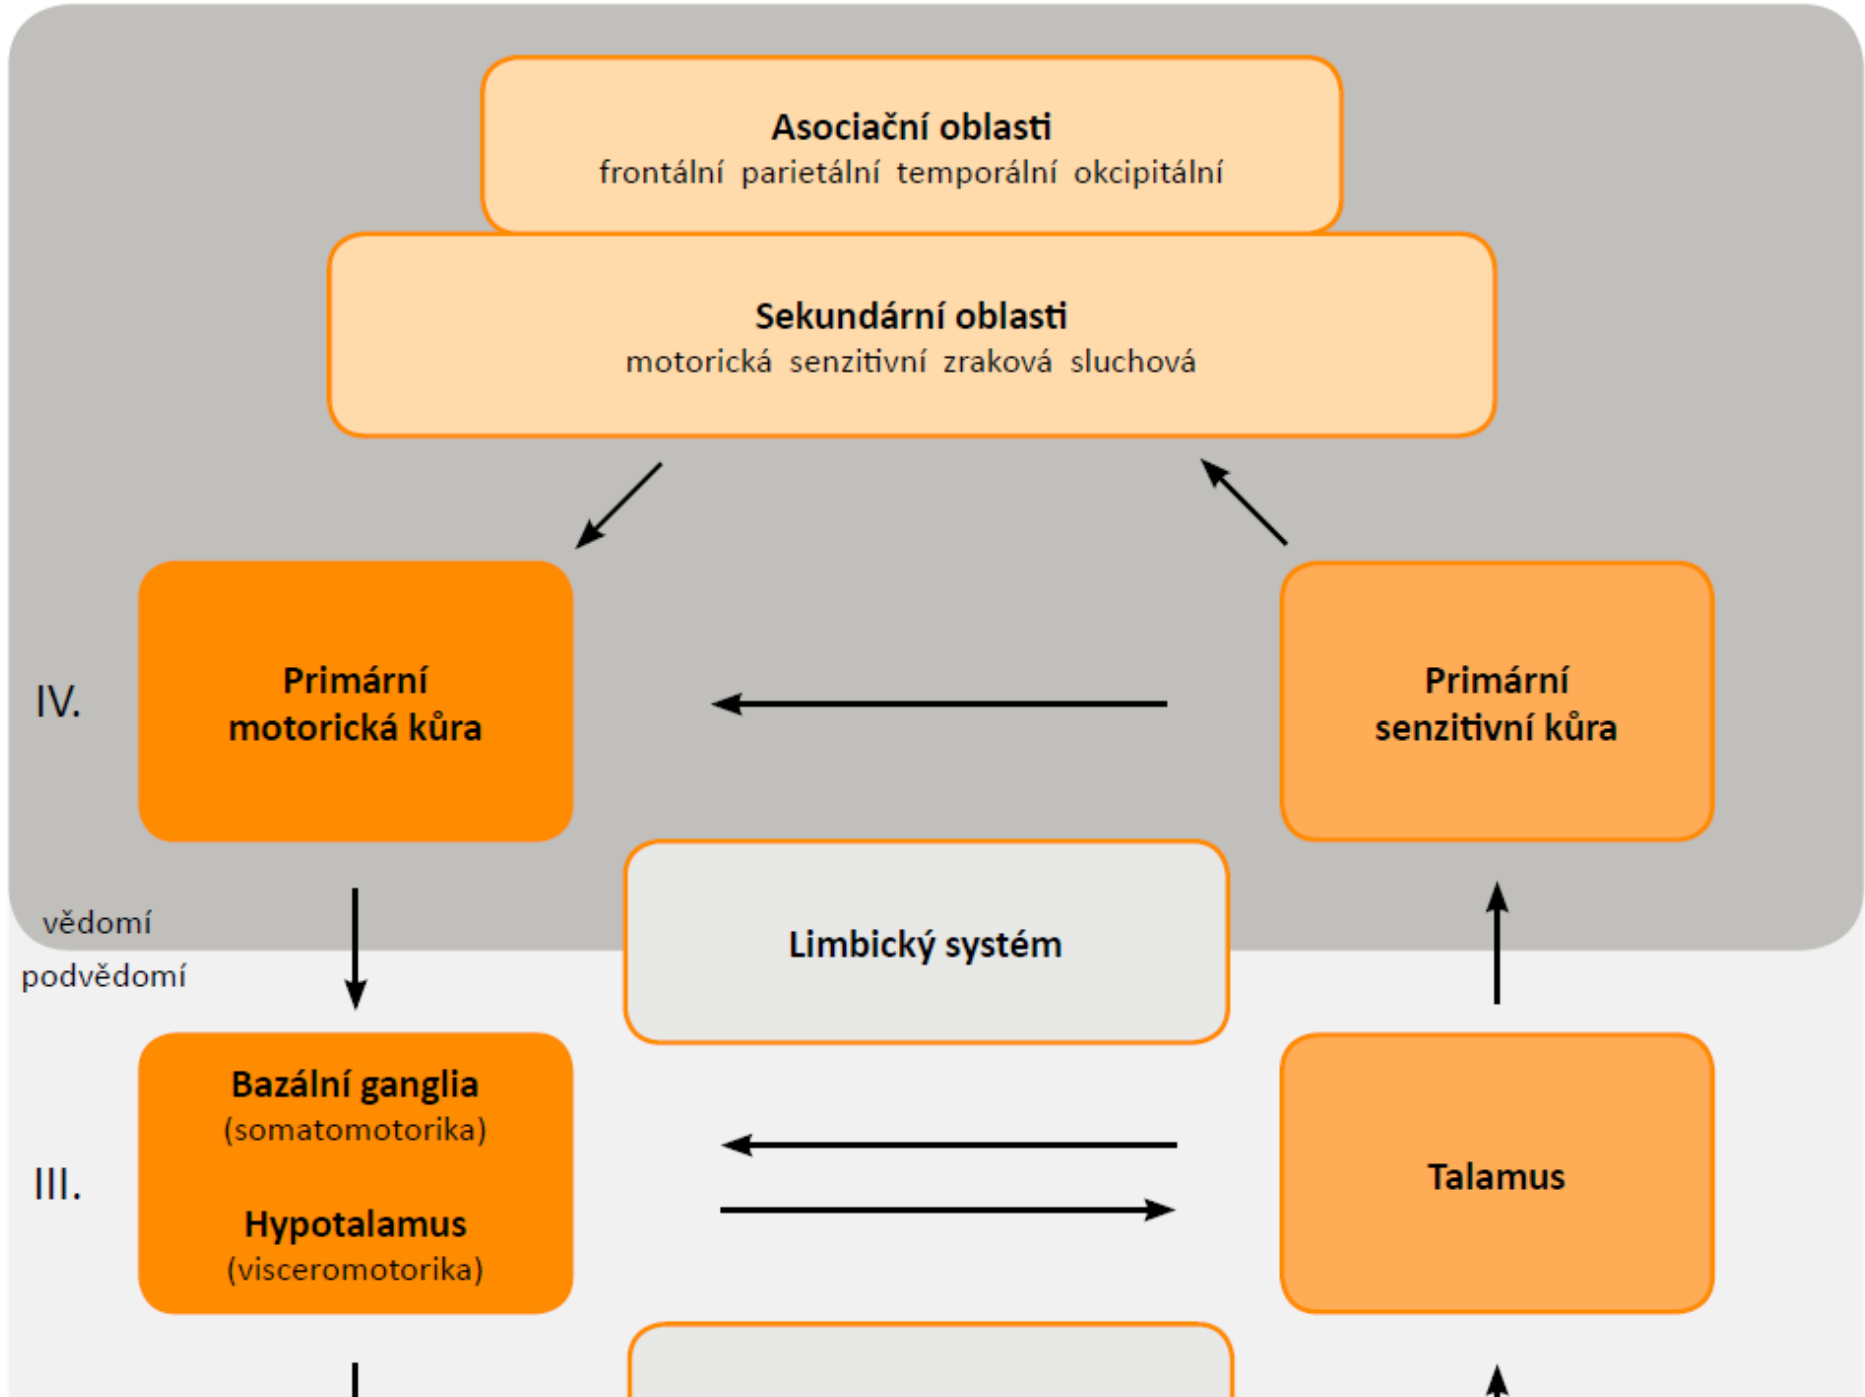 Asociační oblasti
frontální parietální temporální okcipitální
Sekundární oblasti
motorická senzitivní zraková sluchová
IV.
Primární
motorická kůra
Primární
senzitivní kůra
vědomí
podvědomí
Limbický systém
III.
Bazální ganglia
(somatomotorika)
Hypotalamus
(visceromotorika)
Talamus